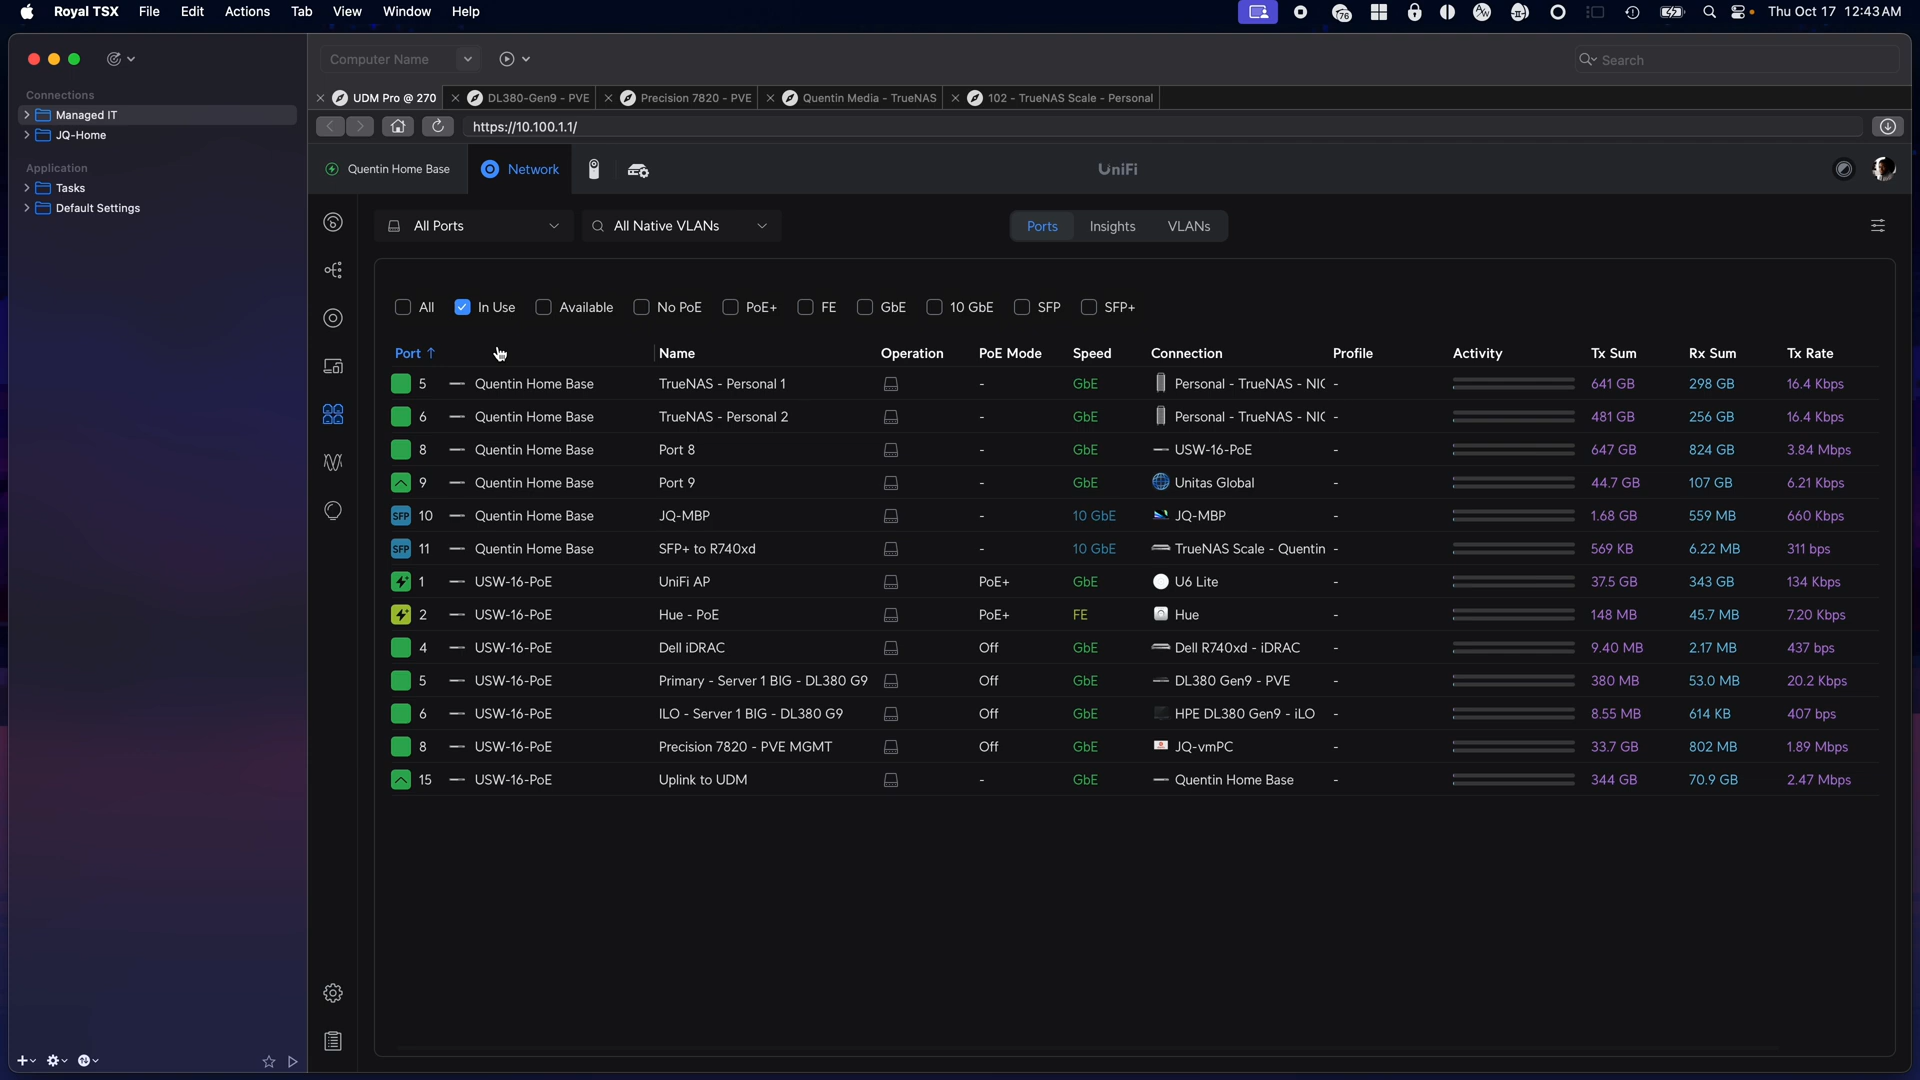 Royal TSX File Edit Actions Tab View Window Help 76 Thu Oct 17 12:43 AM
Computer Name Search
Connections
Managed IT
JQ-Home
Application
Tasks
Default Settings
UDM Pro @ 270 DL380-Gen9 - PVE Precision 7820 - PVE Quentin Media - TrueNAS 102 - TrueNAS Scale - Personal
https://10.100.1.1/
Quentin Home Base Network UniFi
All Ports All Native VLANs Ports Insights VLANs
All In Use Available No PoE PoE+ FE GbE 10 GbE SFP SFP+
Port ↑ Name Operation PoE Mode Speed Connection Profile Activity Tx Sum Rx Sum Tx Rate
5 Quentin Home Base TrueNAS - Personal 1 - GbE Personal - TrueNAS - NIC - 641 GB 298 GB 16.4 Kbps
6 Quentin Home Base TrueNAS - Personal 2 - GbE Personal - TrueNAS - NIC - 481 GB 256 GB 16.4 Kbps
8 Quentin Home Base Port 8 - GbE USW-16-PoE - 647 GB 824 GB 3.84 Mbps
9 Quentin Home Base Port 9 - GbE Unitas Global - 44.7 GB 107 GB 6.21 Kbps
SFP 10 Quentin Home Base JQ-MBP - 10 GbE JQ-MBP - 1.68 GB 559 MB 660 Kbps
SFP 11 Quentin Home Base SFP+ to R740xd - 10 GbE TrueNAS Scale - Quentin - 569 KB 6.22 MB 311 bps
1 USW-16-PoE UniFi AP PoE+ GbE U6 Lite - 37.5 GB 343 GB 134 Kbps
2 USW-16-PoE Hue - PoE PoE+ FE Hue - 148 MB 45.7 MB 7.20 Kbps
4 USW-16-PoE Dell iDRAC Off GbE Dell R740xd - iDRAC - 9.40 MB 2.17 MB 437 bps
5 USW-16-PoE Primary - Server 1 BIG - DL380 G9 Off GbE DL380 Gen9 - PVE - 380 MB 53.0 MB 20.2 Kbps
6 USW-16-PoE ILO - Server 1 BIG - DL380 G9 Off GbE HPE DL380 Gen9 - iLO - 8.55 MB 614 KB 407 bps
8 USW-16-PoE Precision 7820 - PVE MGMT Off GbE JQ-vmPC - 33.7 GB 802 MB 1.89 Mbps
15 USW-16-PoE Uplink to UDM - GbE Quentin Home Base - 344 GB 70.9 GB 2.47 Mbps